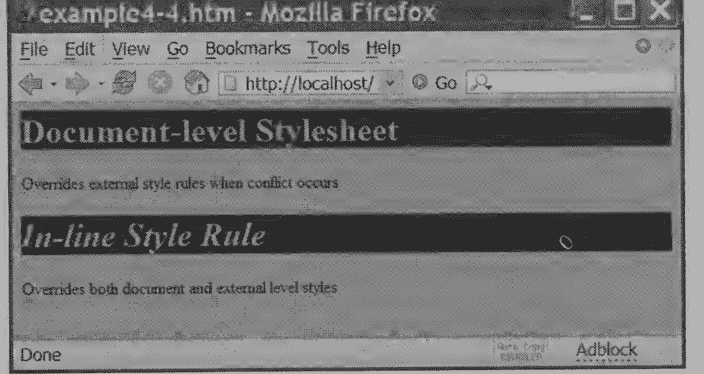 example4-4.htm - Mozilla Firefox
File Edit View Go Bookmarks Tools Help
http://localhost/ Go
Document-level Stylesheet
Overrides external style rules when conflict occurs
In-line Style Rule
Overrides both document and external level styles
Done Adblock